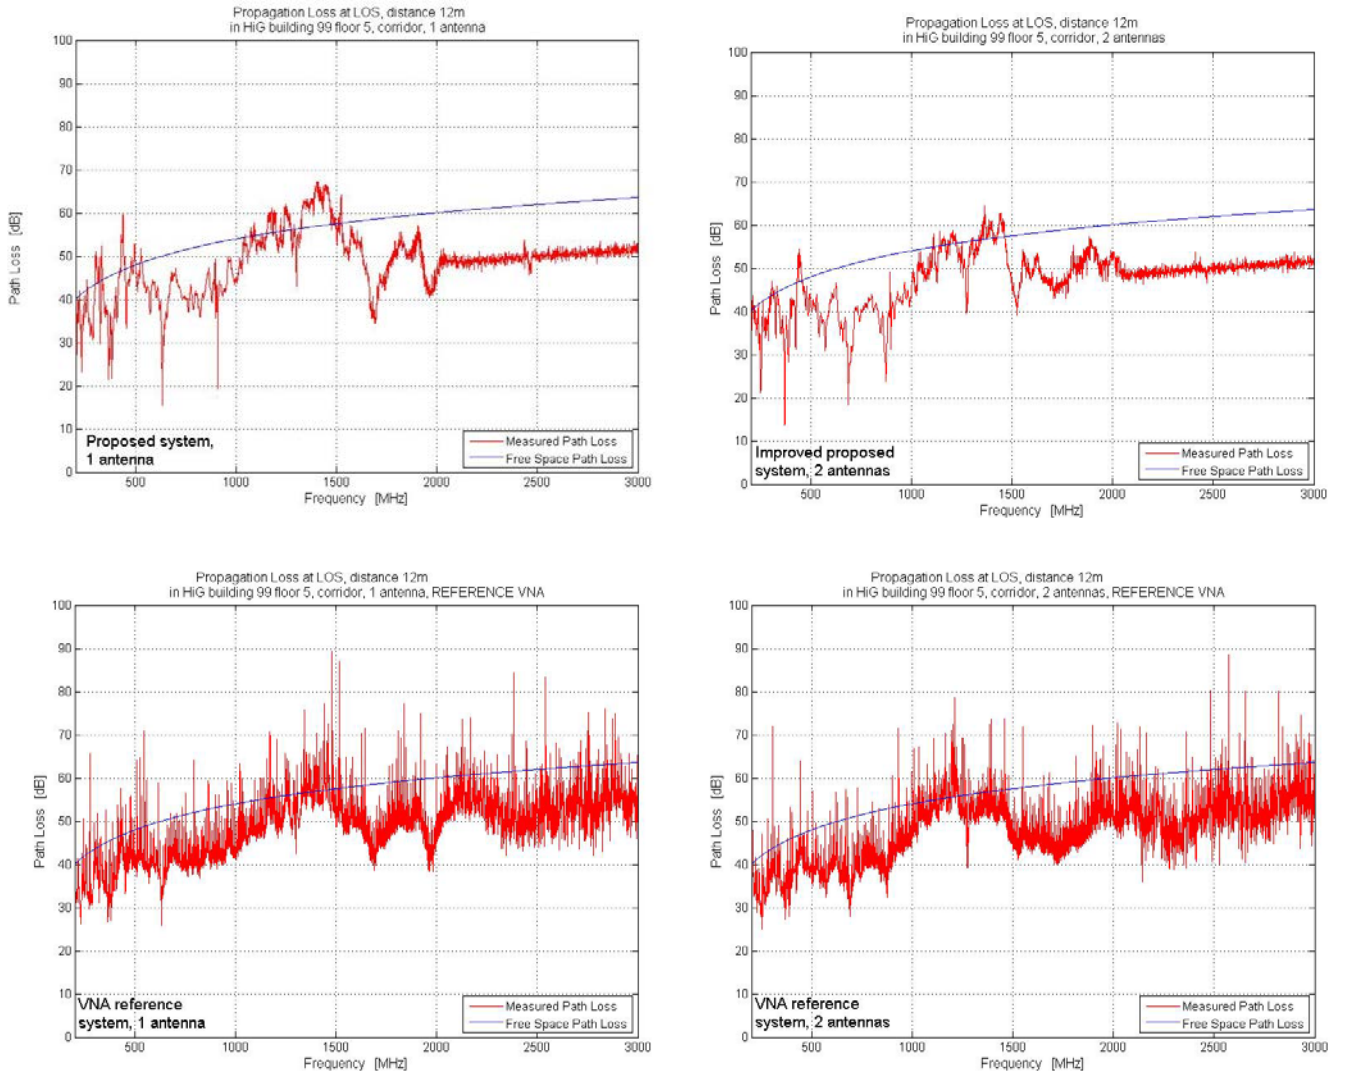 Propagation Loss at LOS, distance 12m
in HiG building 99 floor 5, corridor, 1 antenna
100
90
80
70
60
50
40
30
20
10
0
Path Loss [dB]
Proposed system,
1 antenna
Measured Path Loss
Free Space Path Loss
500 1000 1500 2000 2500 3000
Frequency [MHz]
Propagation Loss at LOS, distance 12m
in HiG building 99 floor 5, corridor, 2 antennas
100
90
80
70
60
50
40
30
20
10
0
Path Loss [dB]
Improved proposed
system, 2 antennas
Measured Path Loss
Free Space Path Loss
500 1000 1500 2000 2500 3000
Frequency [MHz]
Propagation Loss at LOS, distance 12m
in HiG building 99 floor 5, corridor, 1 antenna, REFERENCE VNA
100
90
80
70
60
50
40
30
20
10
0
Path Loss [dB]
VNA reference
system, 1 antenna
Measured Path Loss
Free Space Path Loss
500 1000 1500 2000 2500 3000
Frequency [MHz]
Propagation Loss at LOS, distance 12m
in HiG building 99 floor 5, corridor, 2 antennas, REFERENCE VNA
100
90
80
70
60
50
40
30
20
10
0
Path Loss [dB]
VNA reference
system, 2 antennas
Measured Path Loss
Free Space Path Loss
500 1000 1500 2000 2500 3000
Frequency [MHz]